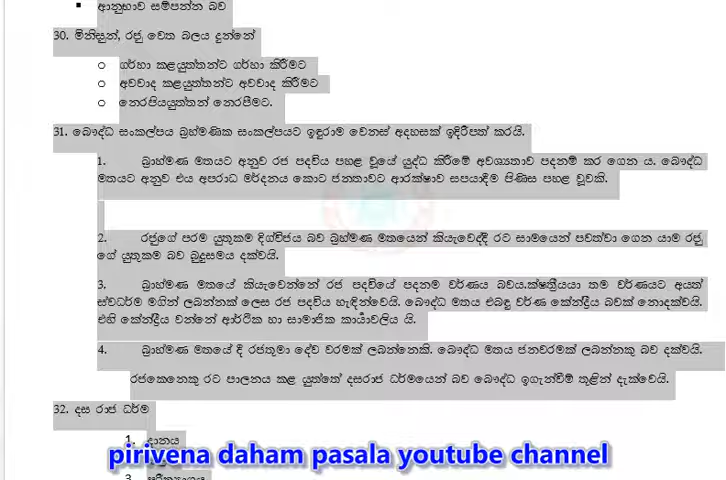 ▪ ආනුභාව සම්පන්න බව
30. මිනිසුන්, රජු වෙත බලය දුන්නේ
o ගර්හා කළයුත්තන්ට ගර්හා කිරීමට
o අවවාද කළයුත්තන්ට අවවාද කිරීමට
o නෙරපියයුත්තන් නෙරපීමට.
31. බෞද්ධ සංකල්පය බ්‍රහ්මණික සංකල්පයට ඉඳුරාම වෙනස් අදහසක් ඉදිරිපත් කරයි.
1. බ්‍රාහ්මණ මතයට අනුව රජ පදවිය පහළ වූයේ යුද්ධ කිරීමේ අවශ්‍යතාව පදනම් කර ගෙන ය. බෞද්ධ
මතයට අනුව එය අපරාධ මර්දනය කොට ජනතාවට ආරක්ෂාව සපයාදීම පිණිස පහළ වූවකි.
2. රජුගේ පරම යුතුකම දිග්විජය බව බ්‍රාහ්මණ මතයෙන් කියැවෙද්දී රට සාමයෙන් පවත්වා ගෙන යාම රජු
ගේ යුතුකම බව බුදුසමය දක්වයි.
3. බ්‍රාහ්මණ මතයේ කියැවෙන්නේ රජ පදවියේ පදනම වර්ණය බවය.ක්ෂත්‍රියයා තම වර්ණයට අයත්
ස්වධර්ම මගින් ලබන්නක් ලෙස රජ පදවිය හැඳින්වෙයි. බෞද්ධ මතය එබඳු වර්ණ කේන්ද්‍රීය බවක් නොදක්වයි.
එහි කේන්ද්‍රීය වන්නේ ආර්ථික හා සාමාජික කාර්‍යාවලිය යි.
4. බ්‍රාහ්මණ මතයේ දී රජතුමා දේව වරමක් ලබන්නෙකි. බෞද්ධ මතය ජනවරමක් ලබන්නකු බව දක්වයි.
රජකෙනෙකු රට පාලනය කළ යුත්තේ දසරාජ ධර්මයෙන් බව බෞද්ධ ඉගැන්වීම් තුළින් දැක්වෙයි.
32. දස රාජ ධර්ම
1. දානය
pirivena daham pasala youtube channel
3. පරිත්‍යාගය